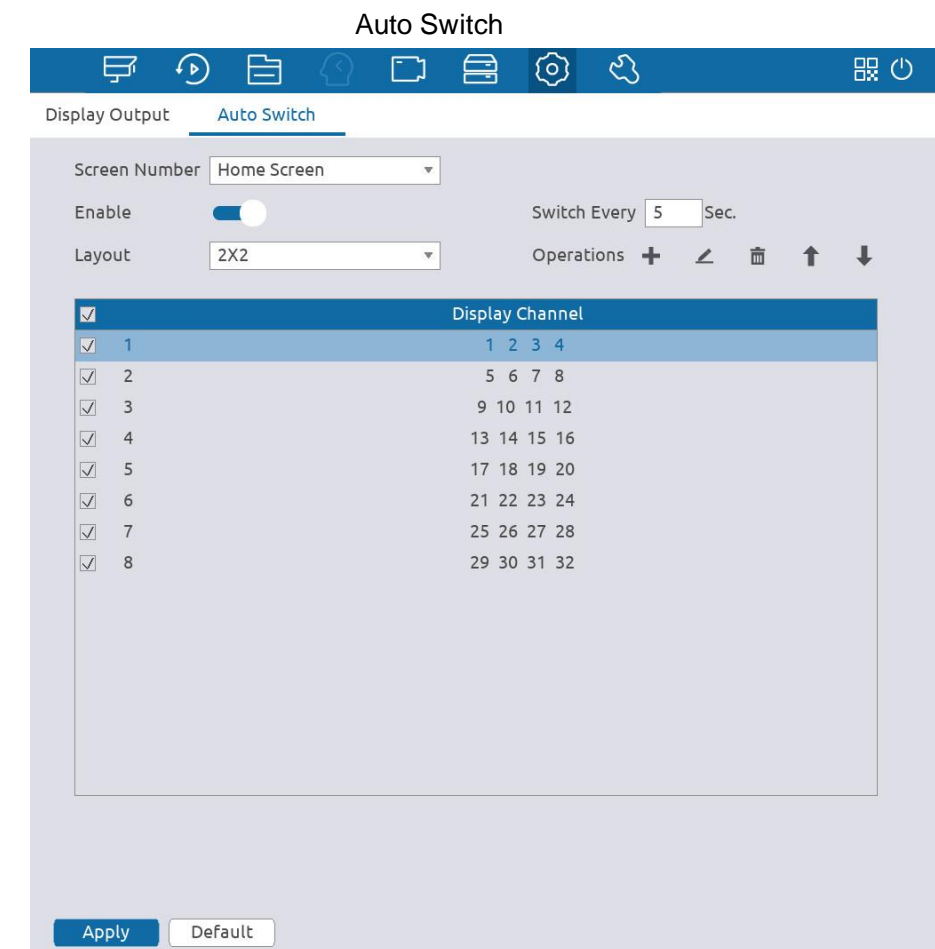 Auto Switch
Display Output Auto Switch
Screen Number Home Screen
Enable Switch Every 5 Sec.
Layout 2X2 Operations
Display Channel
1 1 2 3 4
2 5 6 7 8
3 9 10 11 12
4 13 14 15 16
5 17 18 19 20
6 21 22 23 24
7 25 26 27 28
8 29 30 31 32
Apply Default